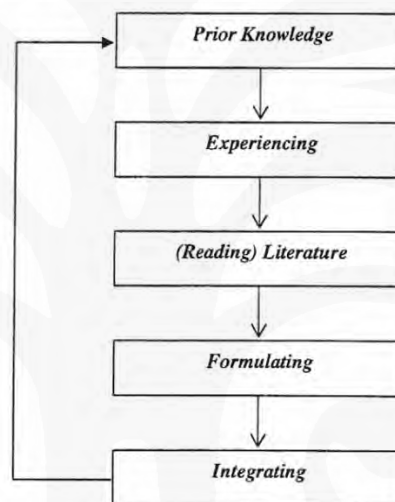 Prior Knowledge
Experiencing
(Reading) Literature
Formulating
Integrating